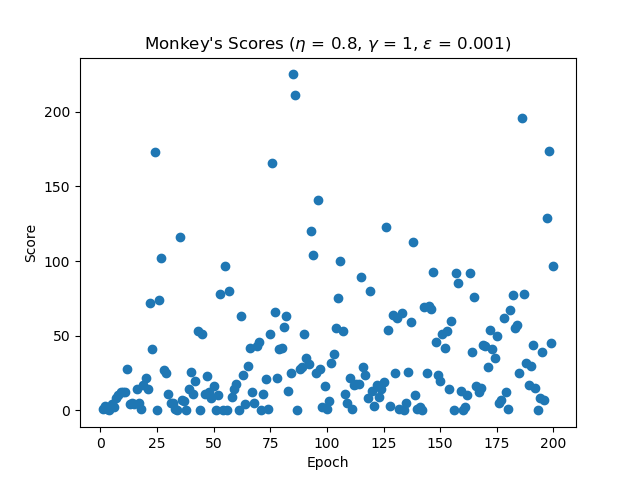 Monkey's Scores (η = 0.8, γ = 1, ε = 0.001)
200
150
100
50
0
Score
0 25 50 75 100 125 150 175 200
Epoch